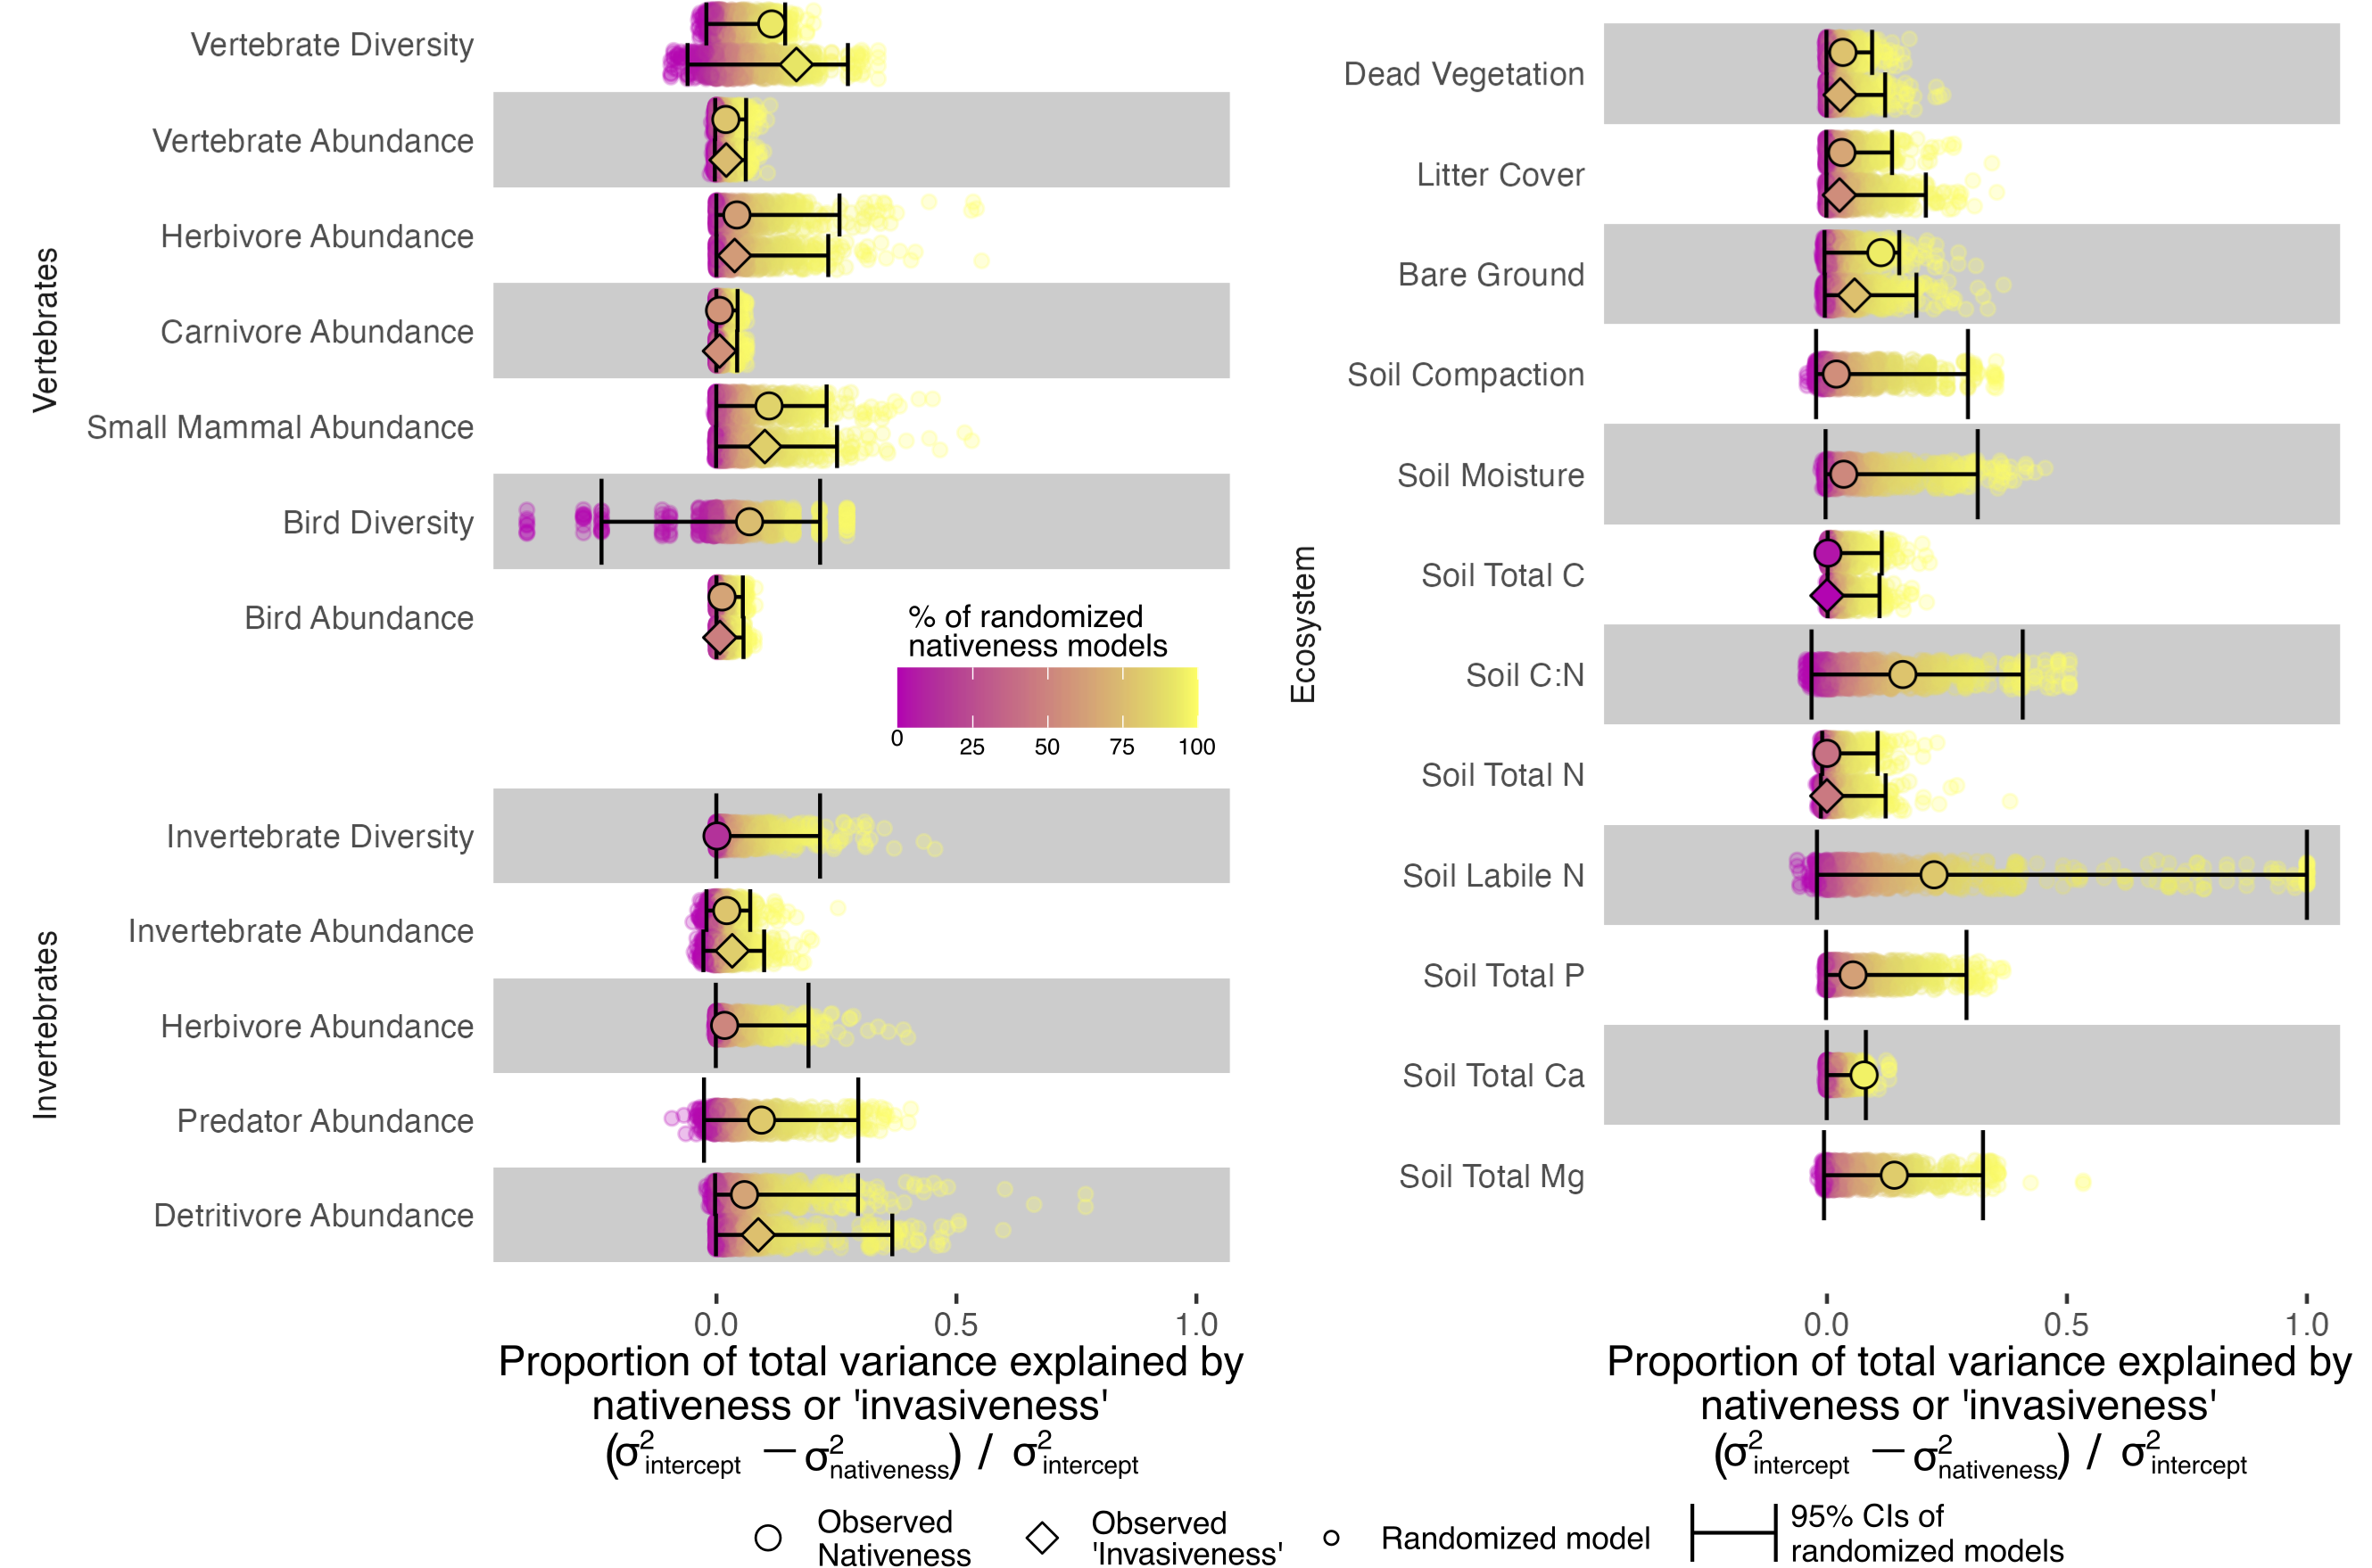 Vertebrates
Vertebrate Diversity
Vertebrate Abundance
Herbivore Abundance
Carnivore Abundance
Small Mammal Abundance
Bird Diversity
Bird Abundance
% of randomized
nativeness models
0 25 50 75 100
Invertebrates
Invertebrate Diversity
Invertebrate Abundance
Herbivore Abundance
Predator Abundance
Detritivore Abundance
0.0 0.5 1.0
Proportion of total variance explained by
nativeness or 'invasiveness'
(σ²intercept − σ²nativeness) / σ²intercept
Ecosystem
Dead Vegetation
Litter Cover
Bare Ground
Soil Compaction
Soil Moisture
Soil Total C
Soil C:N
Soil Total N
Soil Labile N
Soil Total P
Soil Total Ca
Soil Total Mg
0.0 0.5 1.0
Proportion of total variance explained by
nativeness or 'invasiveness'
(σ²intercept − σ²nativeness) / σ²intercept
Observed
Nativeness
Observed
'Invasiveness'
Randomized model
95% CIs of
randomized models